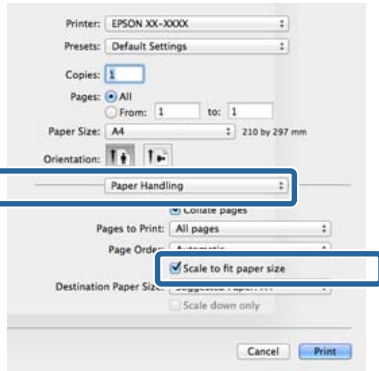 Printer: EPSON XX-XXXX
Presets: Default Settings
Copies: 1
Pages: All
From: 1 to: 1
Paper Size: A4 210 by 297 mm
Orientation:
Paper Handling
Collate pages
Pages to Print: All pages
Page Order: Automatic
Scale to fit paper size
Destination Paper Size:
Scale down only
Cancel Print